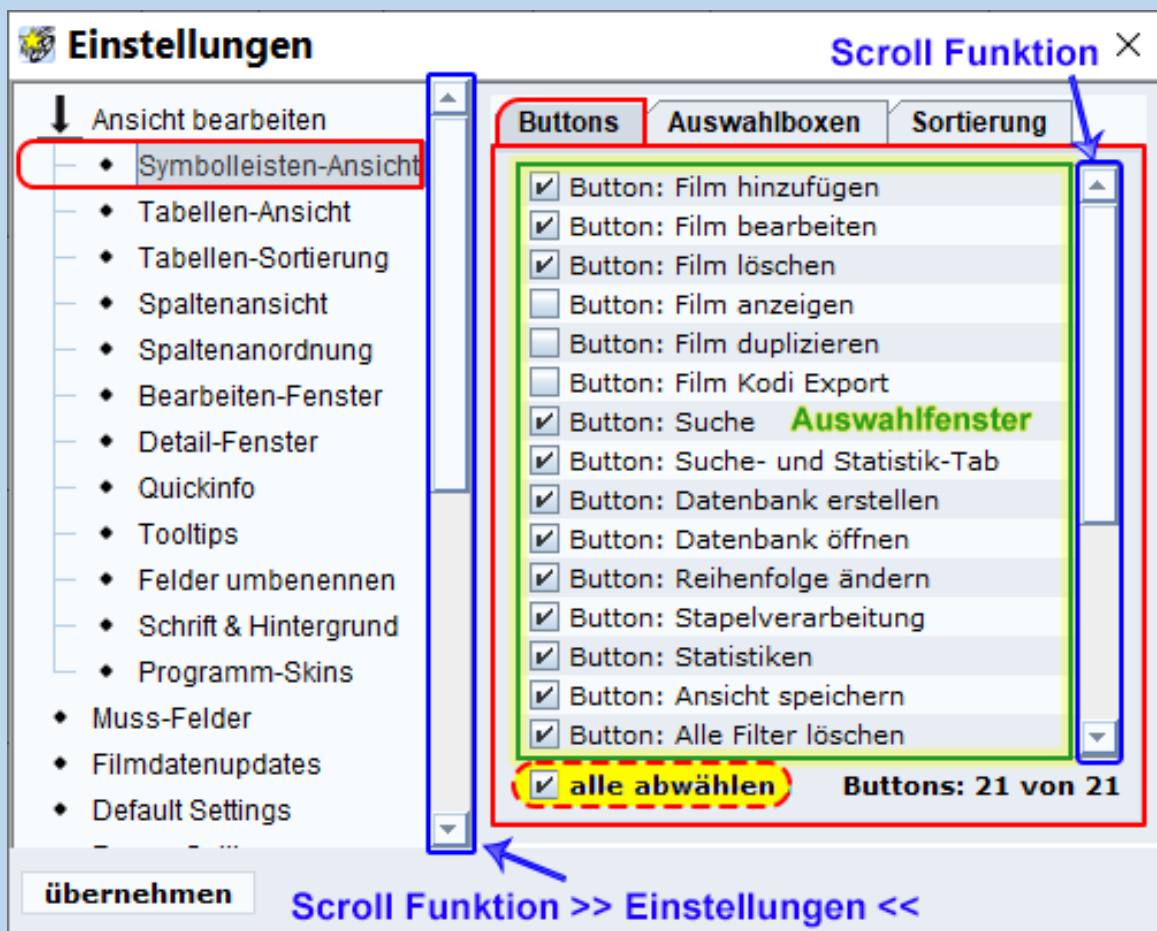 Einstellungen
Scroll Funktion
Ansicht bearbeiten
Symbolleisten-Ansicht
Tabellen-Ansicht
Tabellen-Sortierung
Spaltenansicht
Spaltenanordnung
Bearbeiten-Fenster
Detail-Fenster
Quickinfo
Tooltips
Felder umbenennen
Schrift & Hintergrund
Programm-Skins
Muss-Felder
Filmdatenupdates
Default Settings
Buttons Auswahlboxen Sortierung
Button: Film hinzufügen
Button: Film bearbeiten
Button: Film löschen
Button: Film anzeigen
Button: Film duplizieren
Button: Film Kodi Export
Button: Suche Auswahlfenster
Button: Suche- und Statistik-Tab
Button: Datenbank erstellen
Button: Datenbank öffnen
Button: Reihenfolge ändern
Button: Stapelverarbeitung
Button: Statistiken
Button: Ansicht speichern
Button: Alle Filter löschen
alle abwählen Buttons: 21 von 21
übernehmen
Scroll Funktion >> Einstellungen <<